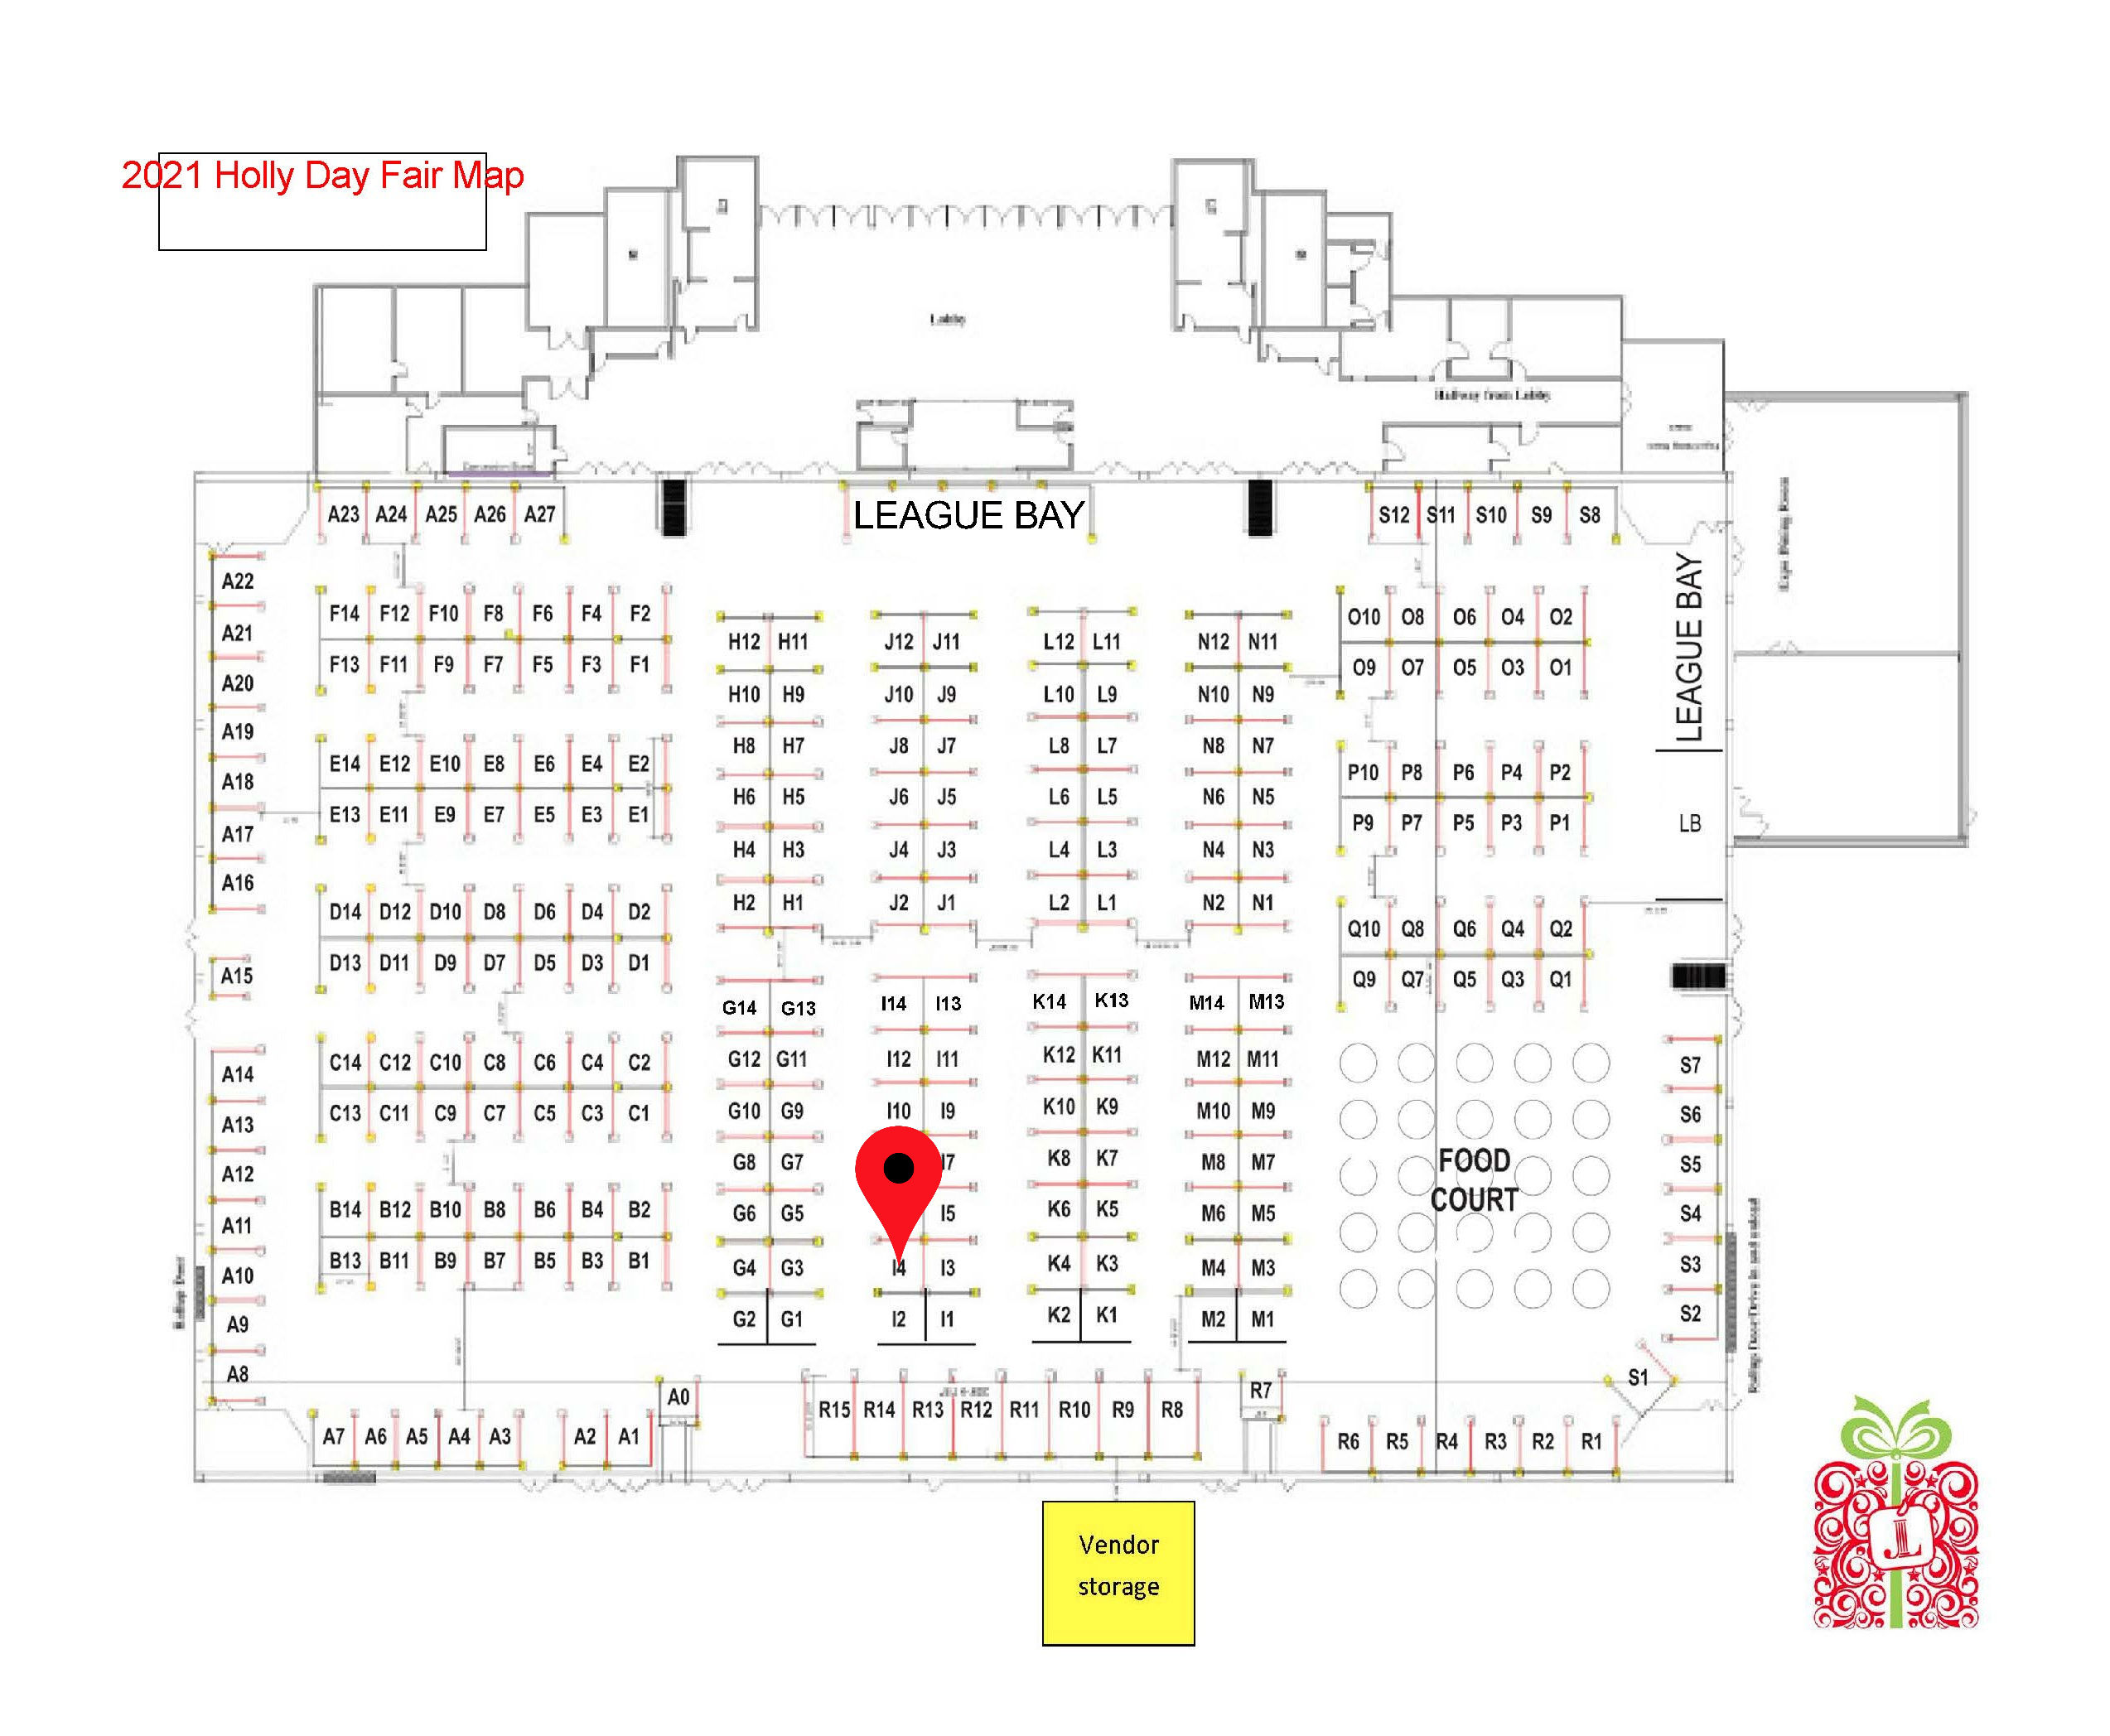 2021 Holly Day Fair Map
Lobby
Hallway from Lobby
LEAGUE BAY
A23 A24 A25 A26 A27
S12 S11 S10 S9 S8
A22
A21
A20
A19
A18
A17
A16
A15
A14
A13
A12
A11
A10
A9
A8
F14 F12 F10 F8 F6 F4 F2
F13 F11 F9 F7 F5 F3 F1
E14 E12 E10 E8 E6 E4 E2
E13 E11 E9 E7 E5 E3 E1
D14 D12 D10 D8 D6 D4 D2
D13 D11 D9 D7 D5 D3 D1
C14 C12 C10 C8 C6 C4 C2
C13 C11 C9 C7 C5 C3 C1
B14 B12 B10 B8 B6 B4 B2
B13 B11 B9 B7 B5 B3 B1
H12 H11
H10 H9
H8 H7
H6 H5
H4 H3
H2 H1
G14 G13
G12 G11
G10 G9
G8 G7
G6 G5
G4 G3
G2 G1
J12 J11
J10 J9
J8 J7
J6 J5
J4 J3
J2 J1
I14 I13
I12 I11
I10 I9
I7
I5
I4 I3
I2 I1
L12 L11
L10 L9
L8 L7
L6 L5
L4 L3
L2 L1
K14 K13
K12 K11
K10 K9
K8 K7
K6 K5
K4 K3
K2 K1
N12 N11
N10 N9
N8 N7
N6 N5
N4 N3
N2 N1
M14 M13
M12 M11
M10 M9
M8 M7
M6 M5
M4 M3
M2 M1
O10 O8 O6 O4 O2
O9 O7 O5 O3 O1
P10 P8 P6 P4 P2
P9 P7 P5 P3 P1
Q10 Q8 Q6 Q4 Q2
Q9 Q7 Q5 Q3 Q1
LEAGUE BAY
LB
FOOD
COURT
S7
S6
S5
S4
S3
S2
S1
A7 A6 A5 A4 A3 A2 A1
A0
R15 R14 R13 R12 R11 R10 R9 R8
R7
R6 R5 R4 R3 R2 R1
Vendor
storage
JL